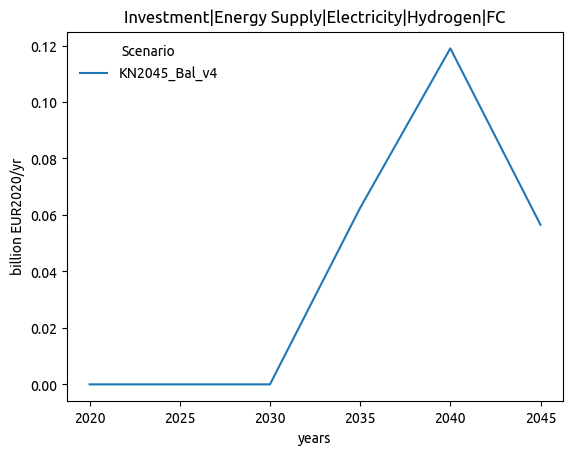 Investment|Energy Supply|Electricity|Hydrogen|FC
Scenario
KN2045_Bal_v4
billion EUR2020/yr
0.12
0.10
0.08
0.06
0.04
0.02
0.00
2020 2025 2030 2035 2040 2045
years